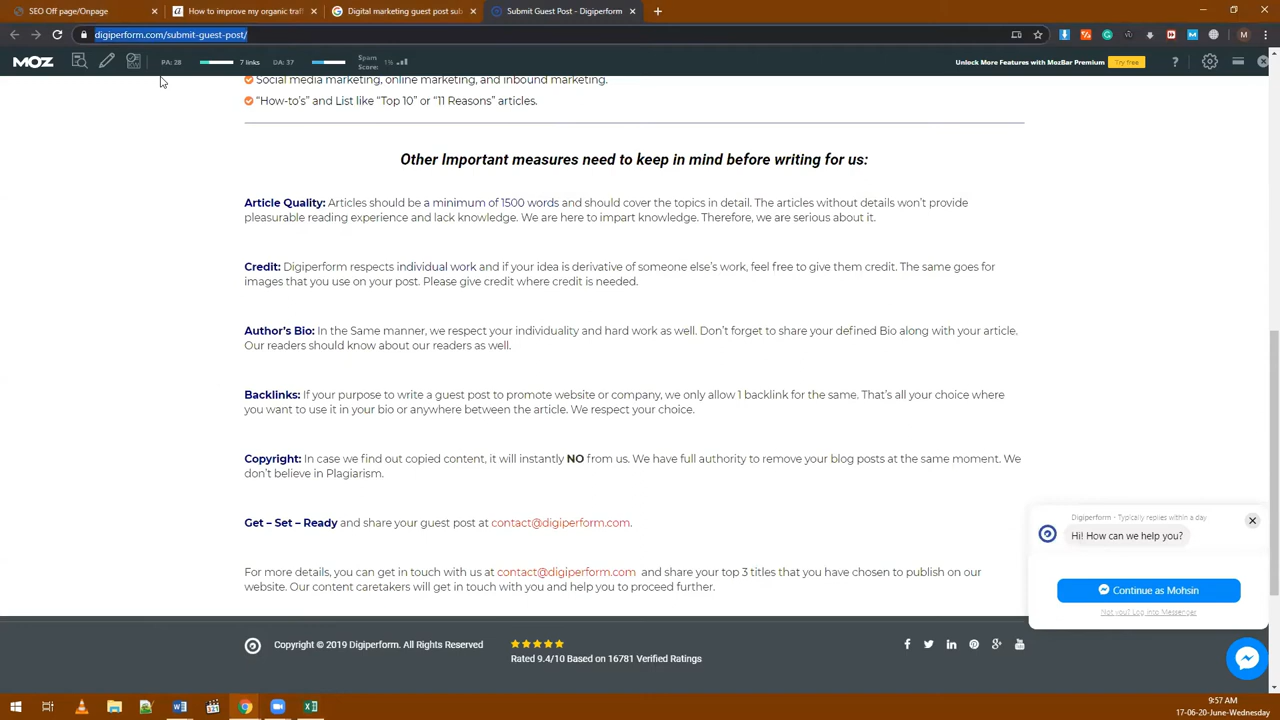 SEO Off page/Onpage
How to improve my organic traf
Digital marketing guest post sub
Submit Guest Post - Digiperform
digiperform.com/submit-guest-post/
MOZ
PA: 28
7 links
DA: 37
Spam Score: 1%
Unlock More Features with MozBar Premium
Try free
Social media marketing, online marketing, and inbound marketing.
“How-to’s” and List like “Top 10” or “11 Reasons” articles.
Other Important measures need to keep in mind before writing for us:
Article Quality: Articles should be a minimum of 1500 words and should cover the topics in detail. The articles without details won’t provide
pleasurable reading experience and lack knowledge. We are here to impart knowledge. Therefore, we are serious about it.
Credit: Digiperform respects individual work and if your idea is derivative of someone else’s work, feel free to give them credit. The same goes for
images that you use on your post. Please give credit where credit is needed.
Author’s Bio: In the Same manner, we respect your individuality and hard work as well. Don’t forget to share your defined Bio along with your article.
Our readers should know about our readers as well.
Backlinks: If your purpose to write a guest post to promote website or company, we only allow 1 backlink for the same. That’s all your choice where
you want to use it in your bio or anywhere between the article. We respect your choice.
Copyright: In case we find out copied content, it will instantly NO from us. We have full authority to remove your blog posts at the same moment. We
don’t believe in Plagiarism.
Get – Set – Ready and share your guest post at contact@digiperform.com.
For more details, you can get in touch with us at contact@digiperform.com and share your top 3 titles that you have chosen to publish on our
website. Our content caretakers will get in touch with you and help you to proceed further.
Digiperform • Typically replies within a day
Hi! How can we help you?
Continue as Mohsin
Not you? Log into Messenger
Copyright © 2019 Digiperform. All Rights Reserved
Rated 9.4/10 Based on 16781 Verified Ratings
9:57 AM
17-06-20-June-Wednesday